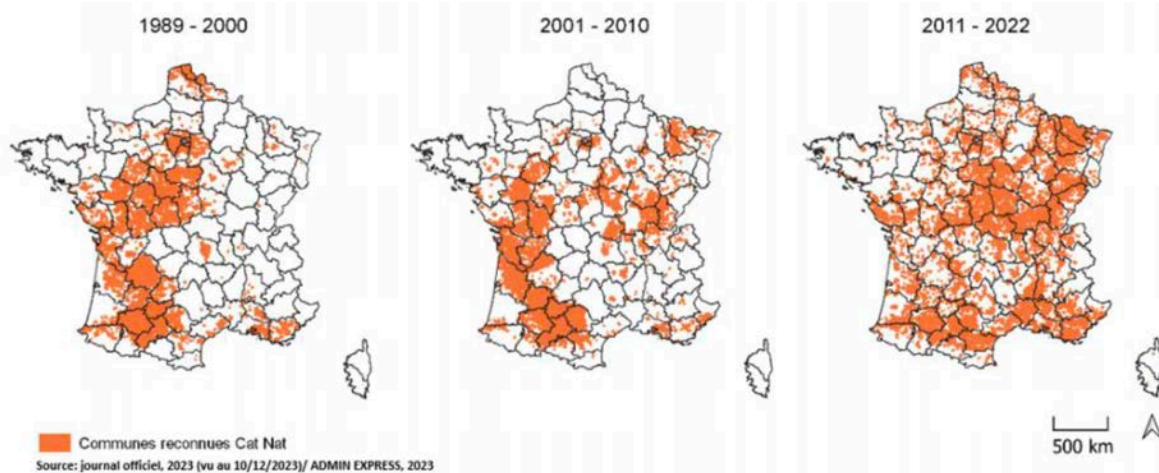 1989 - 2000
2001 - 2010
2011 - 2022
Communes reconnues Cat Nat
500 km
Source: journal officiel, 2023 (vu au 10/12/2023)/ ADMIN EXPRESS, 2023